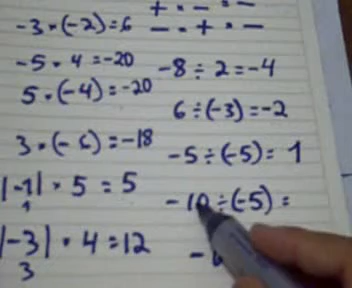 + · - · -
- · + · -
-3 · (-2) = 6
-5 · 4 = -20
5 · (-4) = -20
3 · (-6) = -18
|-1| · 5 = 5
1
|-3| · 4 = 12
3
-8 ÷ 2 = -4
6 ÷ (-3) = -2
-5 ÷ (-5) = 1
-10 ÷ (-5) =